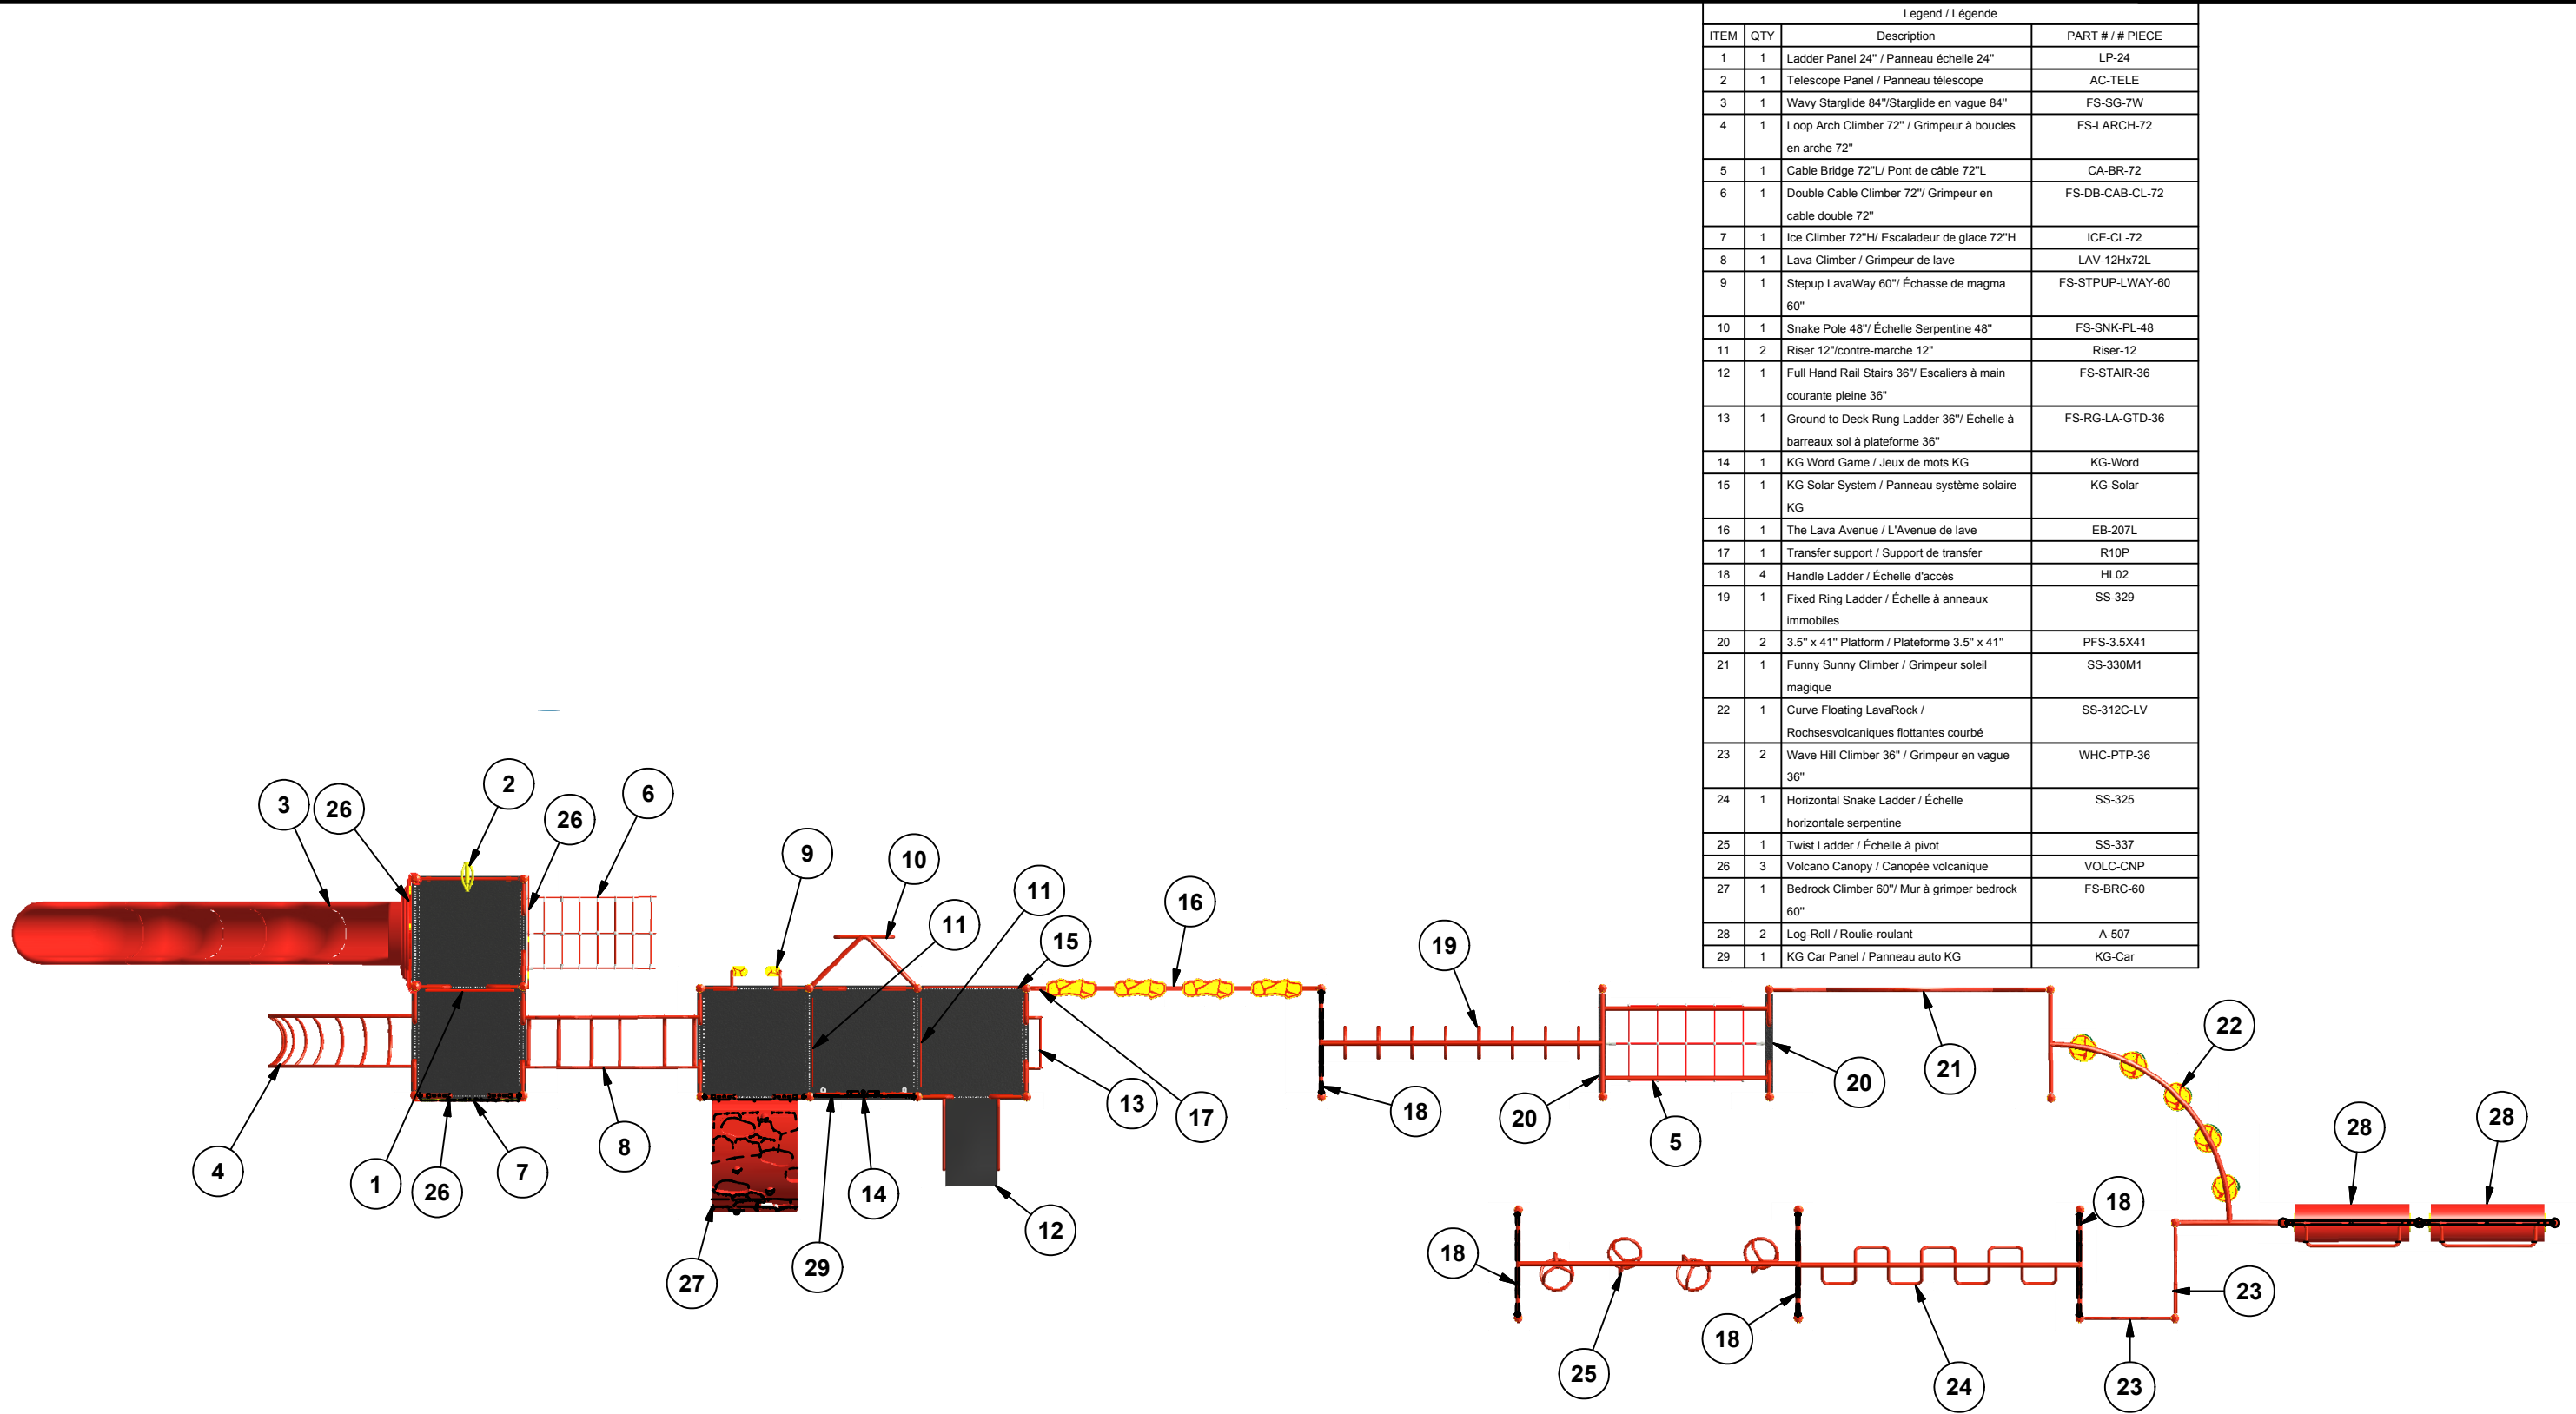 Legend / Légende
ITEM QTY Description PART # / # PIECE
1 1 Ladder Panel 24" / Panneau échelle 24" LP-24
2 1 Telescope Panel / Panneau télescope AC-TELE
3 1 Wavy Starglide 84"/Starglide en vague 84" FS-SG-7W
4 1 Loop Arch Climber 72" / Grimpeur à boucles FS-LARCH-72
en arche 72"
5 1 Cable Bridge 72"L/ Pont de câble 72"L CA-BR-72
6 1 Double Cable Climber 72"/ Grimpeur en FS-DB-CAB-CL-72
cable double 72"
7 1 Ice Climber 72"H/ Escaladeur de glace 72"H ICE-CL-72
8 1 Lava Climber / Grimpeur de lave LAV-12Hx72L
9 1 Stepup LavaWay 60"/ Échasse de magma FS-STPUP-LWAY-60
60"
10 1 Snake Pole 48"/ Échelle Serpentine 48" FS-SNK-PL-48
11 2 Riser 12"/contre-marche 12" Riser-12
12 1 Full Hand Rail Stairs 36"/ Escaliers à main FS-STAIR-36
courante pleine 36"
13 1 Ground to Deck Rung Ladder 36"/ Échelle à FS-RG-LA-GTD-36
barreaux sol à plateforme 36"
14 1 KG Word Game / Jeux de mots KG KG-Word
15 1 KG Solar System / Panneau système solaire KG-Solar
KG
16 1 The Lava Avenue / L'Avenue de lave EB-207L
17 1 Transfer support / Support de transfer R10P
18 4 Handle Ladder / Échelle d'accès HL02
19 1 Fixed Ring Ladder / Échelle à anneaux SS-329
immobiles
20 2 3.5" x 41" Platform / Plateforme 3.5" x 41" PFS-3.5X41
21 1 Funny Sunny Climber / Grimpeur soleil SS-330M1
magique
22 1 Curve Floating LavaRock / SS-312C-LV
Rochsesvolcaniques flottantes courbé
23 2 Wave Hill Climber 36" / Grimpeur en vague WHC-PTP-36
36"
24 1 Horizontal Snake Ladder / Échelle SS-325
horizontale serpentine
25 1 Twist Ladder / Échelle à pivot SS-337
26 3 Volcano Canopy / Canopée volcanique VOLC-CNP
27 1 Bedrock Climber 60"/ Mur à grimper bedrock FS-BRC-60
60"
28 2 Log-Roll / Roulie-roulant A-507
29 1 KG Car Panel / Panneau auto KG KG-Car
3 26 2 26 6
9 10 11 11 15 16 19
4 1 26 7 8 27 29 14 12 13 17
18 20 5 20 21 22
28 28
18 25 18 24 18 23 23